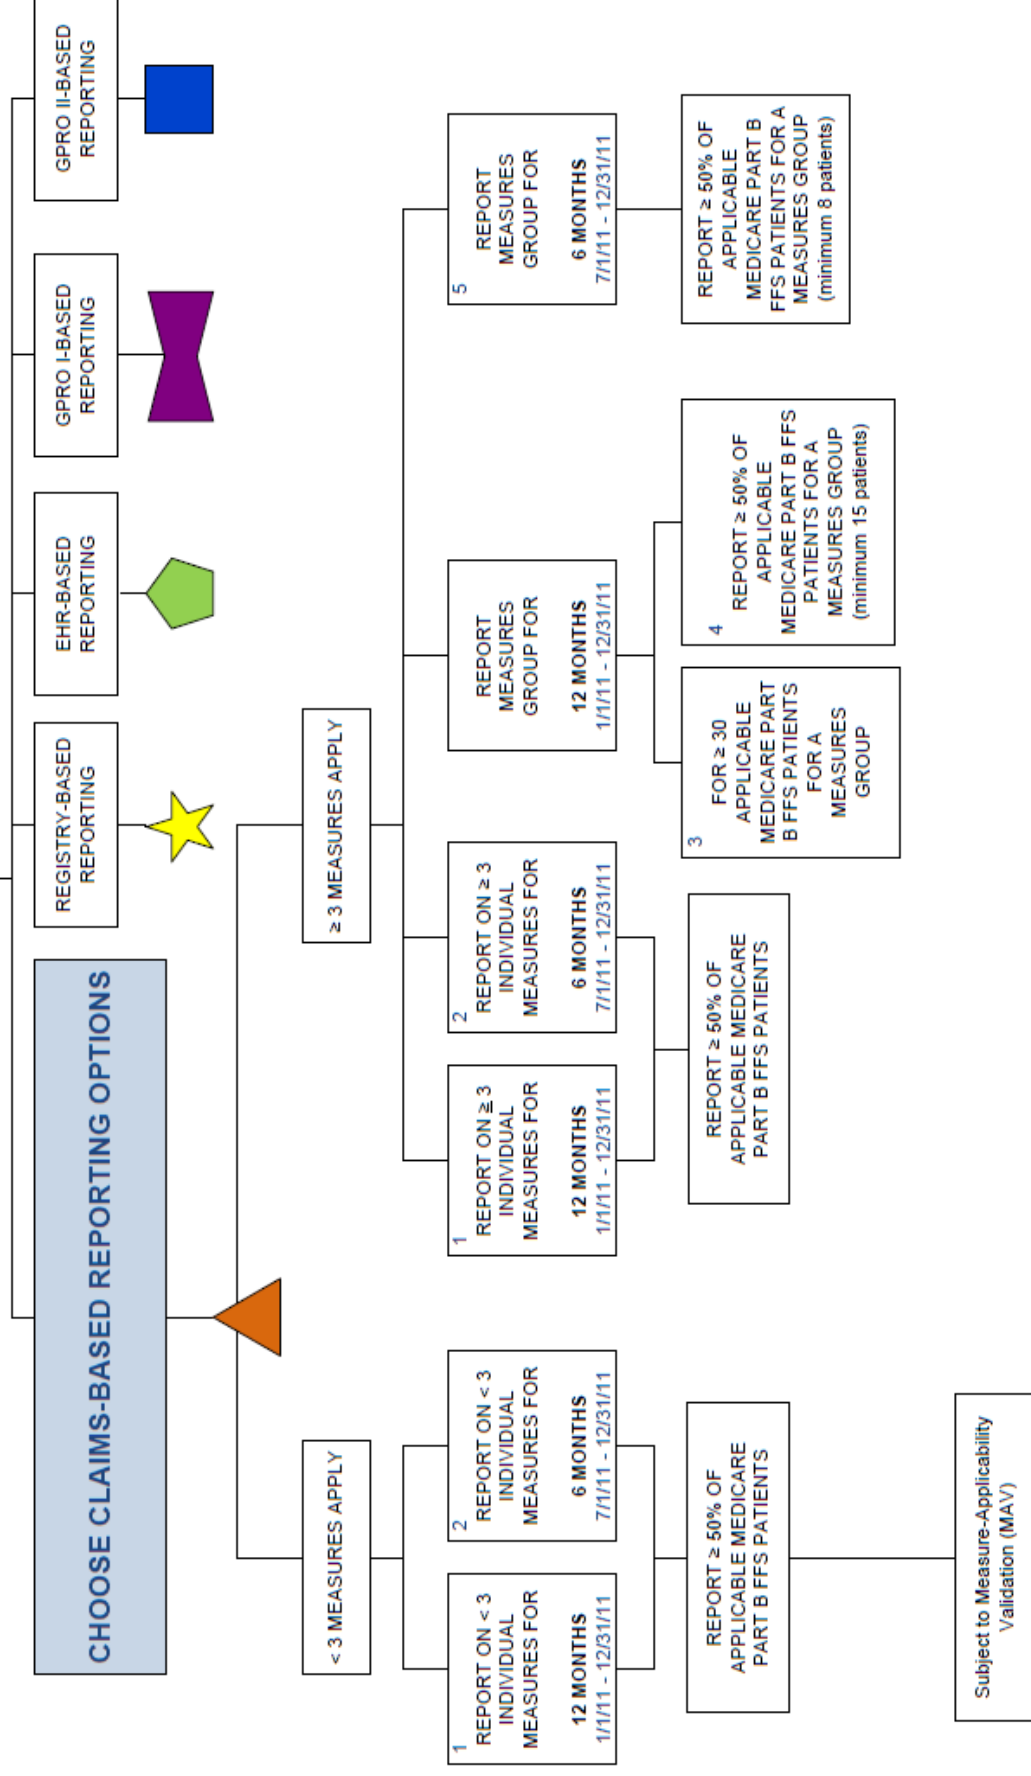 CHOOSE CLAIMS-BASED REPORTING OPTIONS
REGISTRY-BASED
REPORTING
EHR-BASED
REPORTING
GPRO I-BASED
REPORTING
GPRO II-BASED
REPORTING
< 3 MEASURES APPLY
≥ 3 MEASURES APPLY
1
REPORT ON < 3
INDIVIDUAL
MEASURES FOR
12 MONTHS
1/1/11 - 12/31/11
2
REPORT ON < 3
INDIVIDUAL
MEASURES FOR
6 MONTHS
7/1/11 - 12/31/11
1
REPORT ON ≥ 3
INDIVIDUAL
MEASURES FOR
12 MONTHS
1/1/11 - 12/31/11
2
REPORT ON ≥ 3
INDIVIDUAL
MEASURES FOR
6 MONTHS
7/1/11 - 12/31/11
REPORT
MEASURES
GROUP FOR
12 MONTHS
1/1/11 - 12/31/11
5
REPORT
MEASURES
GROUP FOR
6 MONTHS
7/1/11 - 12/31/11
REPORT ≥ 50% OF
APPLICABLE MEDICARE
PART B FFS PATIENTS
REPORT ≥ 50% OF
APPLICABLE MEDICARE
PART B FFS PATIENTS
3
FOR ≥ 30
APPLICABLE
MEDICARE PART
B FFS PATIENTS
FOR A
MEASURES
GROUP
4
REPORT ≥ 50% OF
APPLICABLE
MEDICARE PART B FFS
PATIENTS FOR A
MEASURES GROUP
(minimum 15 patients)
REPORT ≥ 50% OF
APPLICABLE
MEDICARE PART B
FFS PATIENTS FOR A
MEASURES GROUP
(minimum 8 patients)
Subject to Measure-Applicability
Validation (MAV)